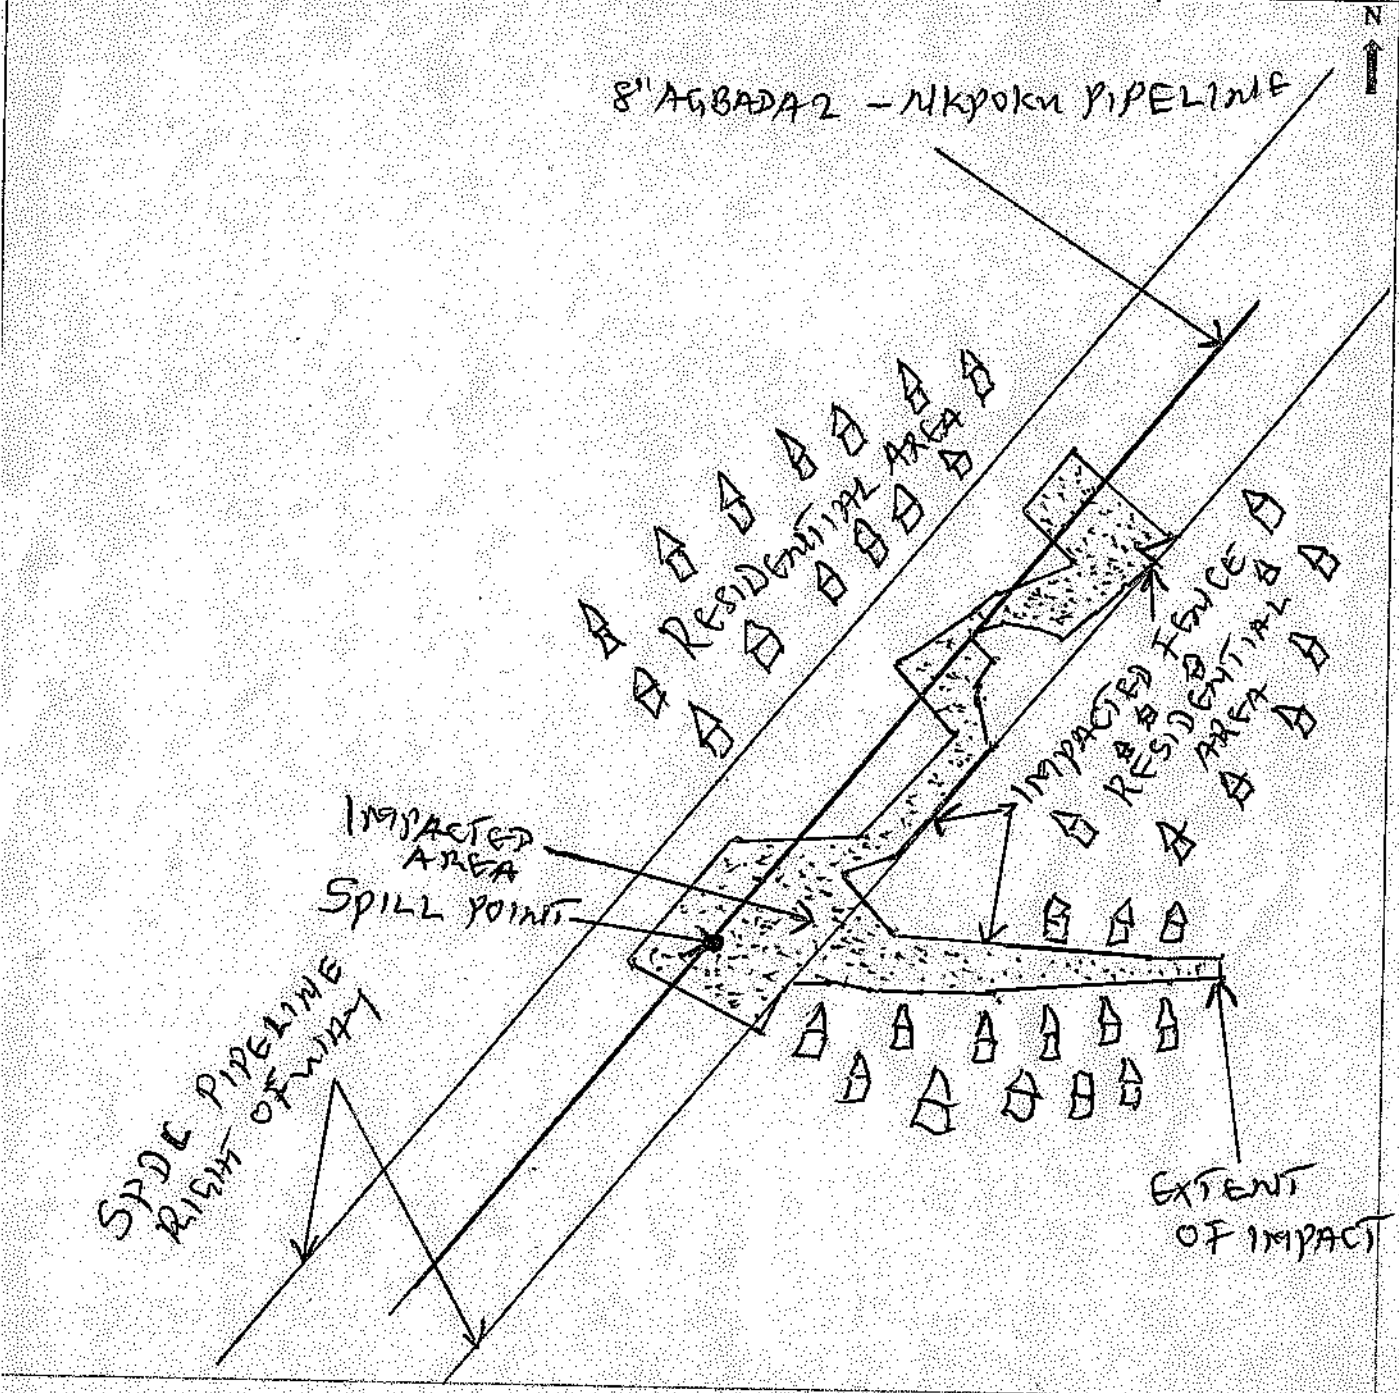 N
8" AGBADA 2 - NKPOKU PIPELINE
RESIDENTIAL AREA
IMPACTED FENCE
RESIDENTIAL
AREA
IMPACTED
AREA
SPILL POINT
SPDC PIPELINE
RIGHT OF WAY
EXTENT
OF IMPACT